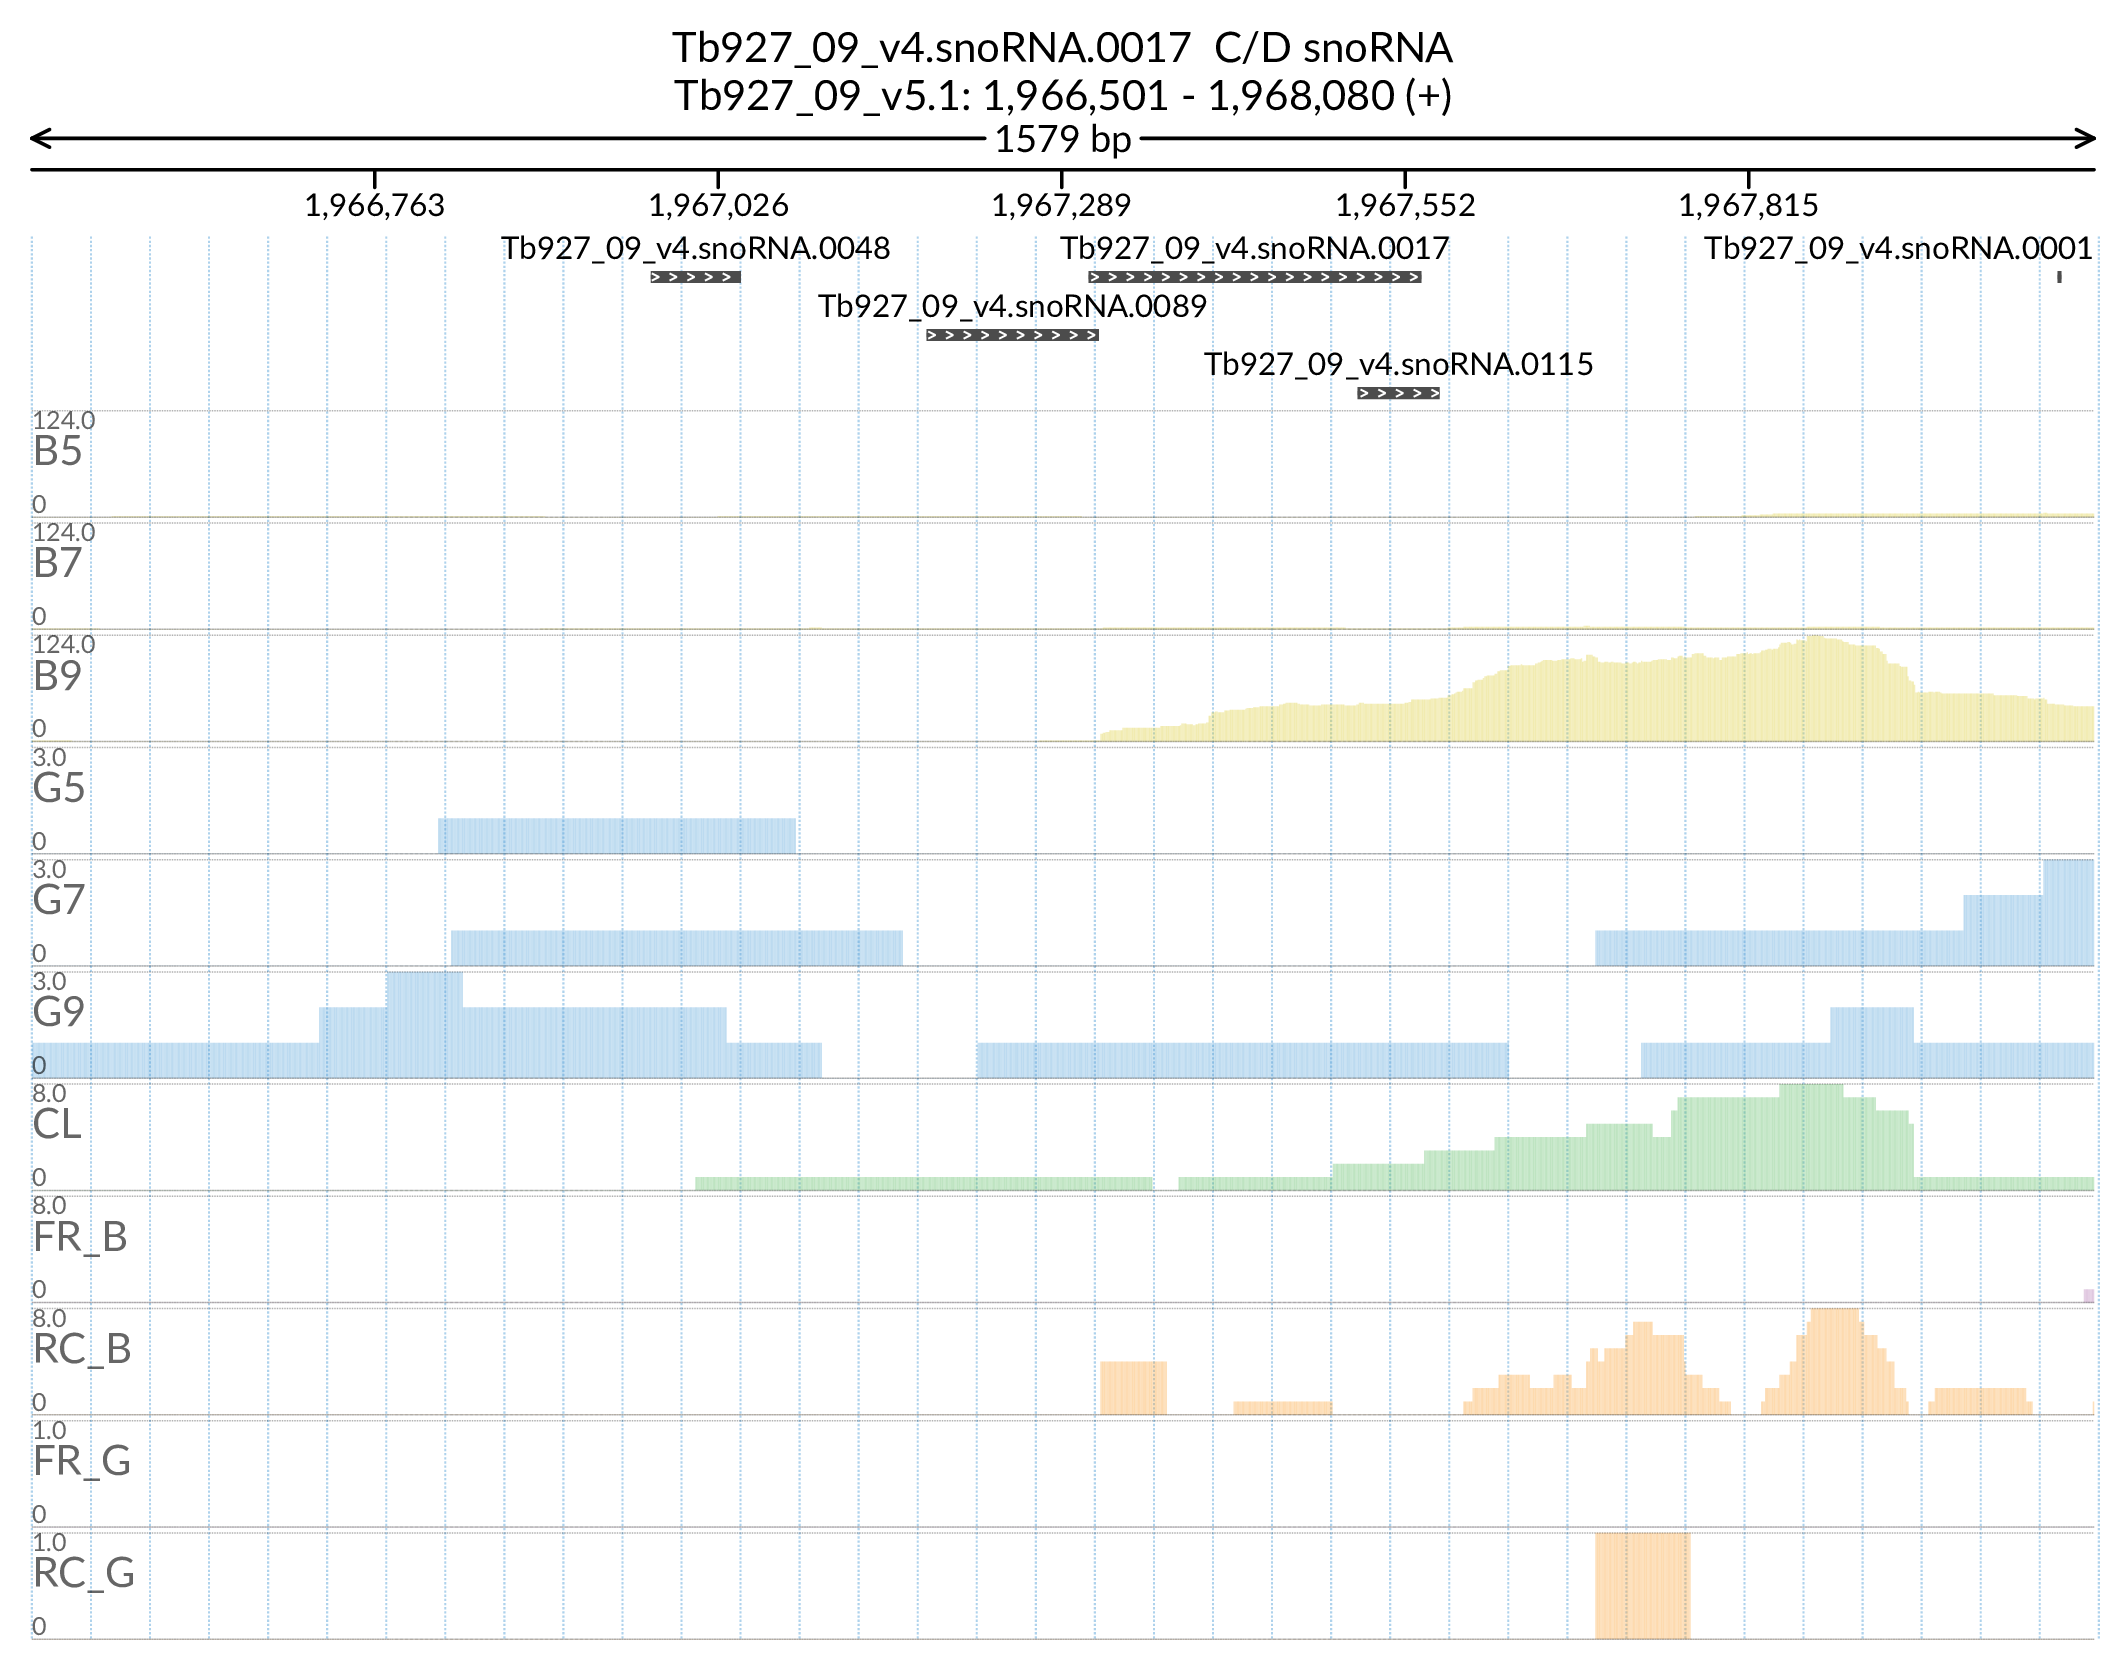 Tb927_09_v4.snoRNA.0017 C/D snoRNA
Tb927_09_v5.1: 1,966,501 - 1,968,080 (+)
1579 bp
1,966,763 1,967,026 1,967,289 1,967,552 1,967,815
Tb927_09_v4.snoRNA.0048 Tb927_09_v4.snoRNA.0017 Tb927_09_v4.snoRNA.0001
Tb927_09_v4.snoRNA.0089
Tb927_09_v4.snoRNA.0115
124.0
B5
0
124.0
B7
0
124.0
B9
0
3.0
G5
0
3.0
G7
0
3.0
G9
0
8.0
CL
0
8.0
FR_B
0
8.0
RC_B
0
1.0
FR_G
0
1.0
RC_G
0